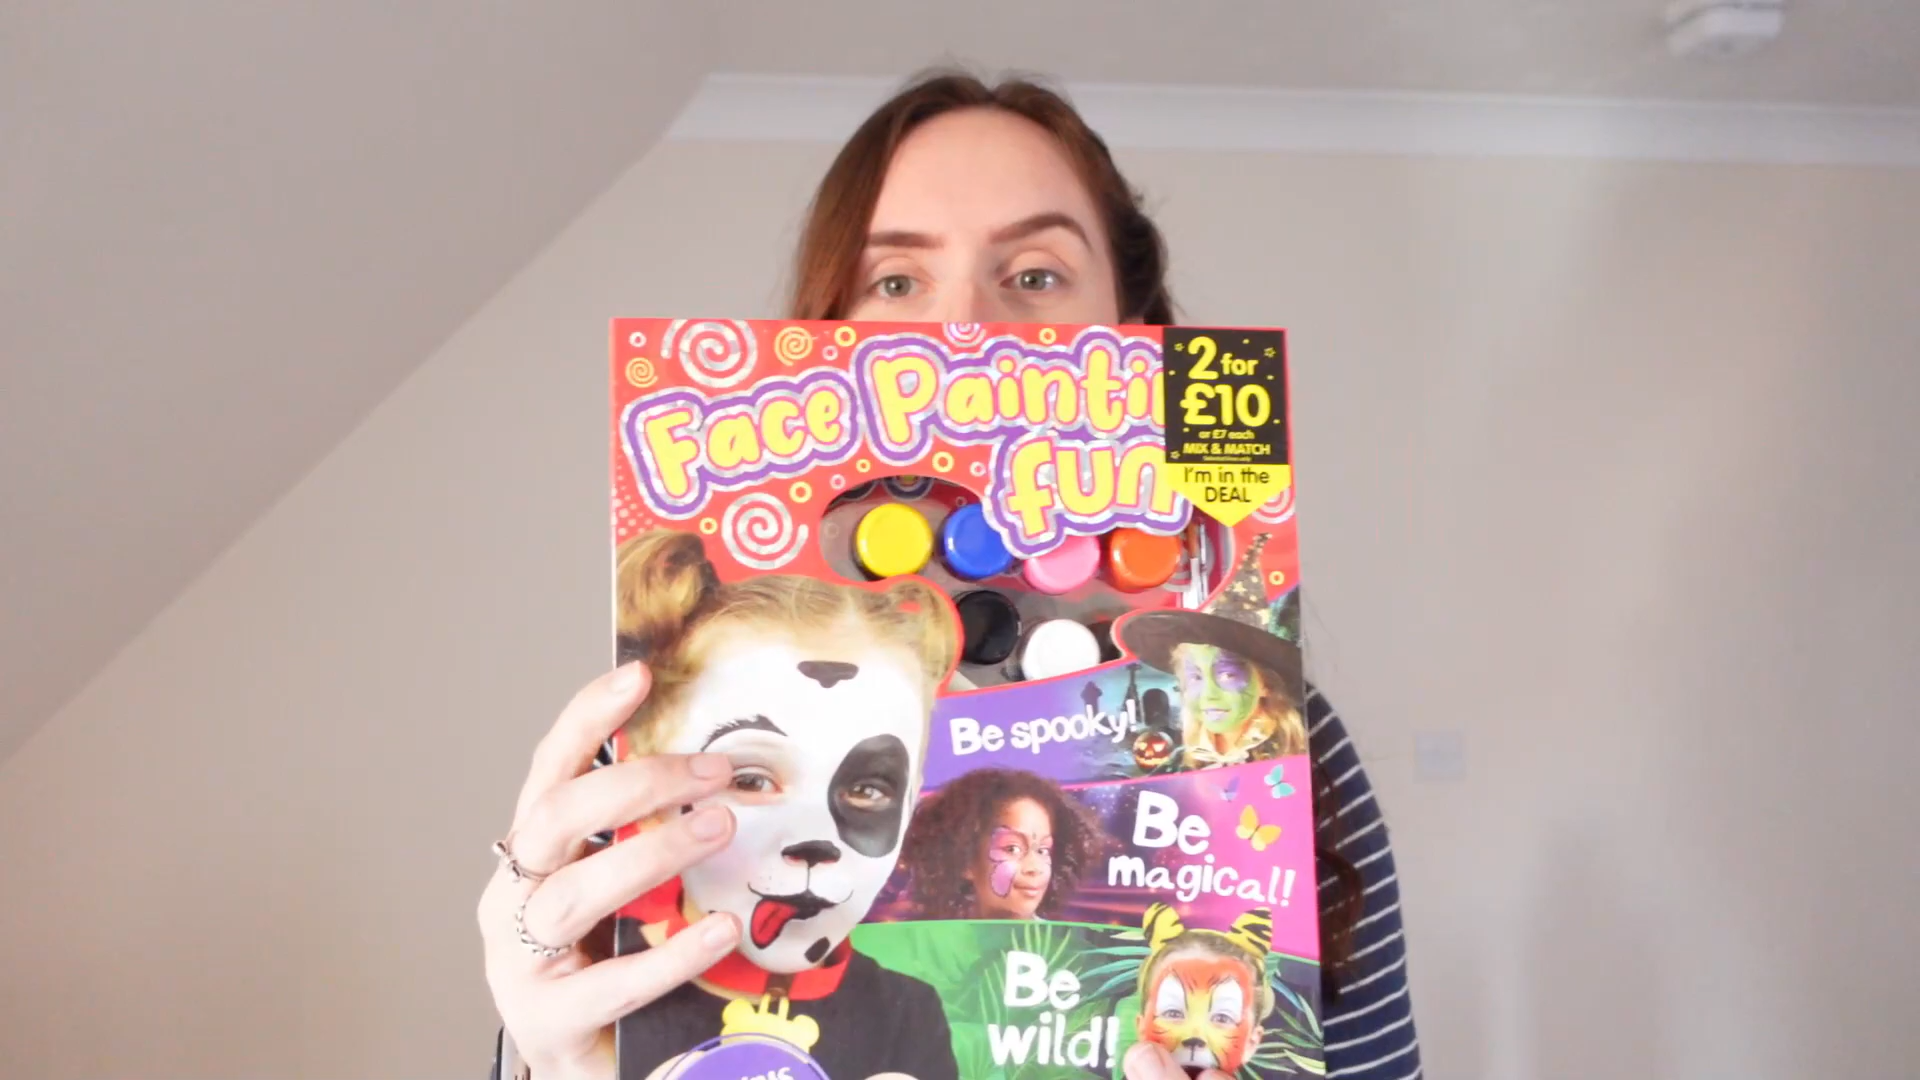 Face Painti
fun
2 for
£10
or £7 each
MIX & MATCH
I'm in the
DEAL
Be spooky!
Be
magical!
Be
wild!